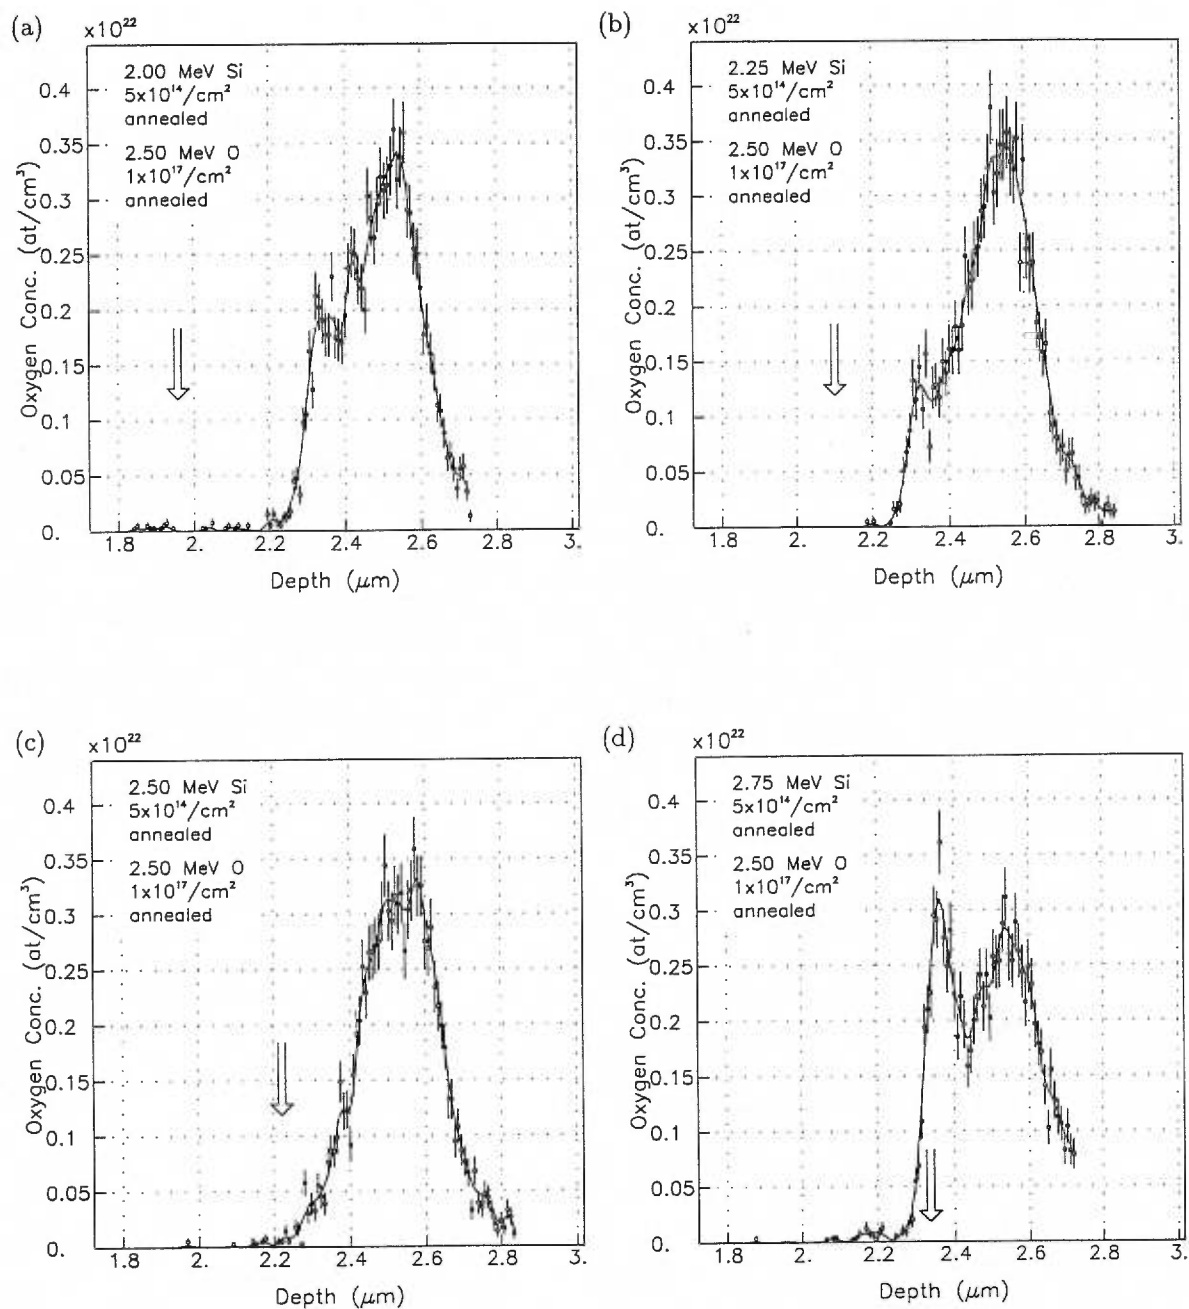 (a)
×10²²
Oxygen Conc. (at/cm³)
0.4
0.35
0.3
0.25
0.2
0.15
0.1
0.05
0.
2.00 MeV Si
5x10¹⁴/cm²
annealed
2.50 MeV O
1x10¹⁷/cm²
annealed
1.8 2. 2.2 2.4 2.6 2.8 3.
Depth (μm)
(b)
×10²²
Oxygen Conc. (at/cm³)
0.4
0.35
0.3
0.25
0.2
0.15
0.1
0.05
0.
2.25 MeV Si
5x10¹⁴/cm²
annealed
2.50 MeV O
1x10¹⁷/cm²
annealed
1.8 2. 2.2 2.4 2.6 2.8 3.
Depth (μm)
(c)
×10²²
Oxygen Conc. (at/cm³)
0.4
0.35
0.3
0.25
0.2
0.15
0.1
0.05
0.
2.50 MeV Si
5x10¹⁴/cm²
annealed
2.50 MeV O
1x10¹⁷/cm²
annealed
1.8 2. 2.2 2.4 2.6 2.8 3.
Depth (μm)
(d)
×10²²
Oxygen Conc. (at/cm³)
0.4
0.35
0.3
0.25
0.2
0.15
0.1
0.05
0.
2.75 MeV Si
5x10¹⁴/cm²
annealed
2.50 MeV O
1x10¹⁷/cm²
annealed
1.8 2. 2.2 2.4 2.6 2.8 3.
Depth (μm)